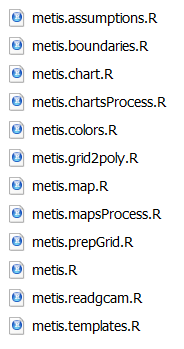 metis.assumptions.R
metis.boundaries.R
metis.chart.R
metis.chartsProcess.R
metis.colors.R
metis.grid2poly.R
metis.map.R
metis.mapsProcess.R
metis.prepGrid.R
metis.R
metis.readgcam.R
metis.templates.R